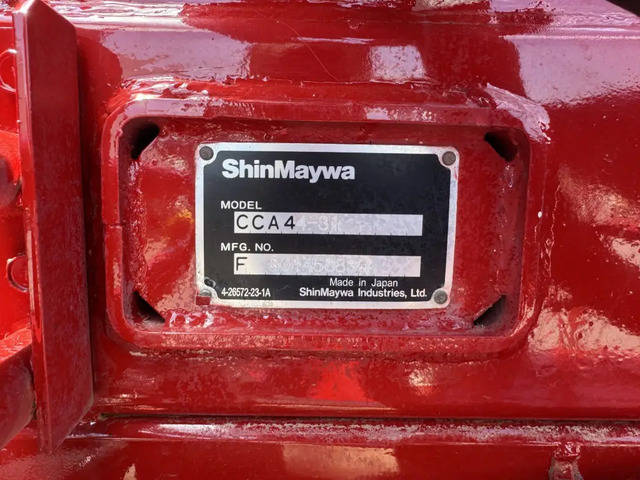 ShinMaywa
MODEL
CCA4
MFG. NO.
F
Made in Japan
4-26572-23-1A
ShinMaywa Industries, Ltd.